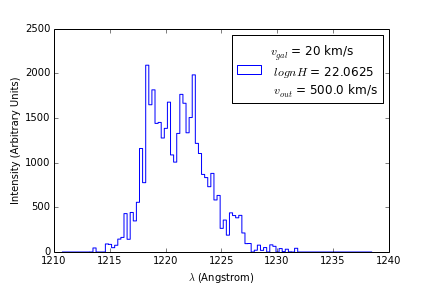 2500
2000
1500
1000
500
0
1210
1215
1220
1225
1230
1235
1240
Intensity (Arbitrary Units)
λ (Angstrom)
v_gal = 20 km/s
lognH = 22.0625
v_out = 500.0 km/s